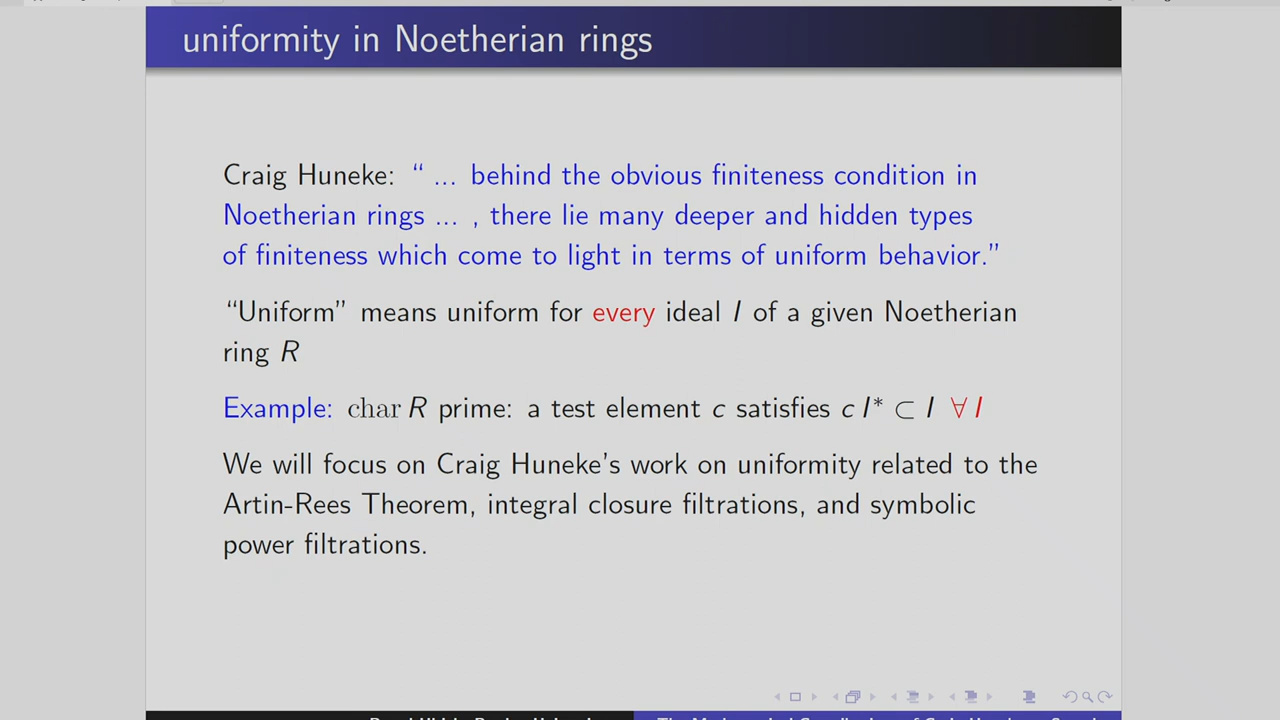 uniformity in Noetherian rings
Craig Huneke: “ ... behind the obvious finiteness condition in
Noetherian rings ... , there lie many deeper and hidden types
of finiteness which come to light in terms of uniform behavior.”
“Uniform” means uniform for every ideal I of a given Noetherian
ring R
Example: char R prime: a test element c satisfies c I* ⊂ I ∀ I
We will focus on Craig Huneke’s work on uniformity related to the
Artin-Rees Theorem, integral closure filtrations, and symbolic
power filtrations.